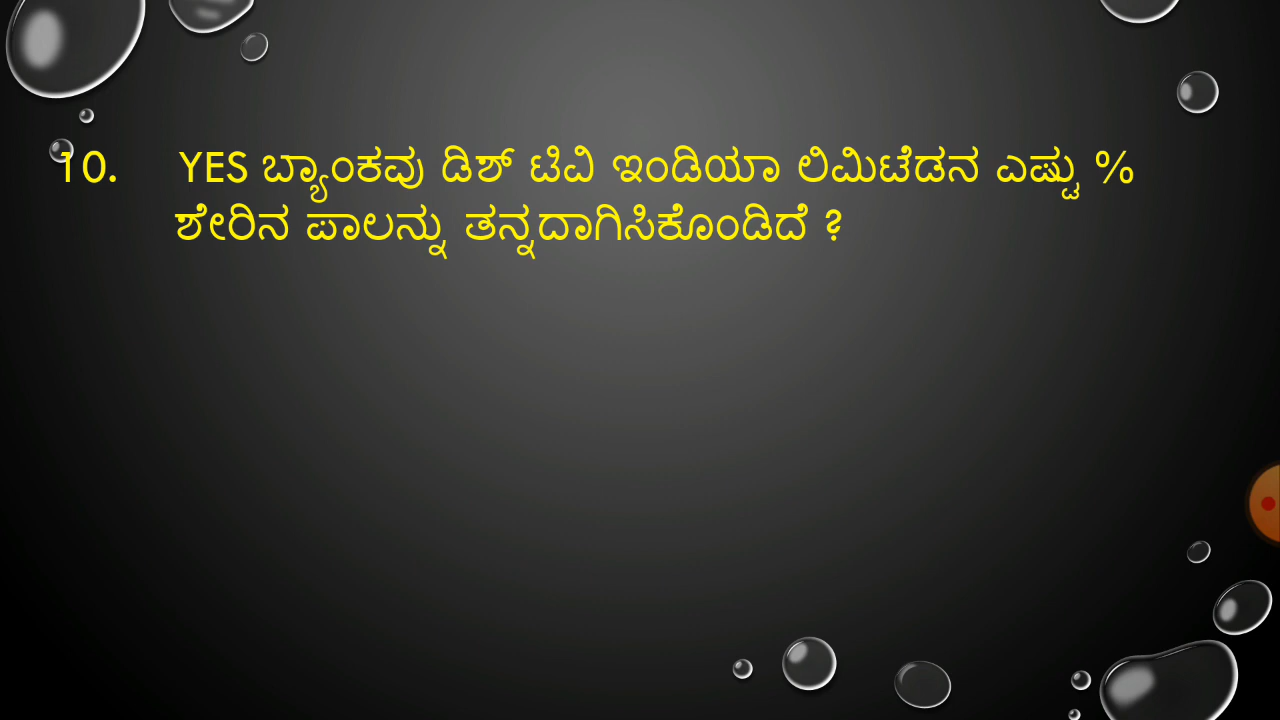 10. YES ಬ್ಯಾಂಕವು ಡಿಶ್ ಟಿವಿ ಇಂಡಿಯಾ ಲಿಮಿಟೆಡನ ಎಷ್ಟು %
ಶೇರಿನ ಪಾಲನ್ನು ತನ್ನದಾಗಿಸಿಕೊಂಡಿದೆ ?